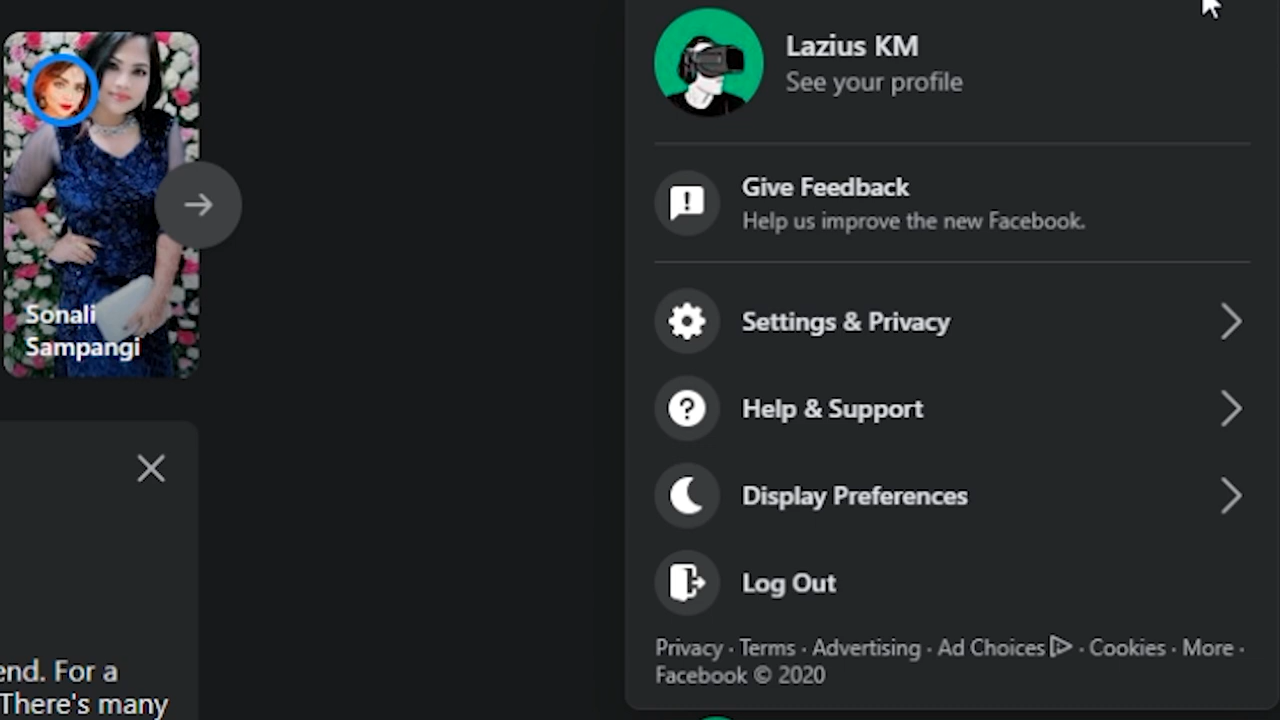 Sonali
Sampangi
end. For a
There's many
Lazius KM
See your profile
Give Feedback
Help us improve the new Facebook.
Settings & Privacy
Help & Support
Display Preferences
Log Out
Privacy · Terms · Advertising · Ad Choices · Cookies · More ·
Facebook © 2020